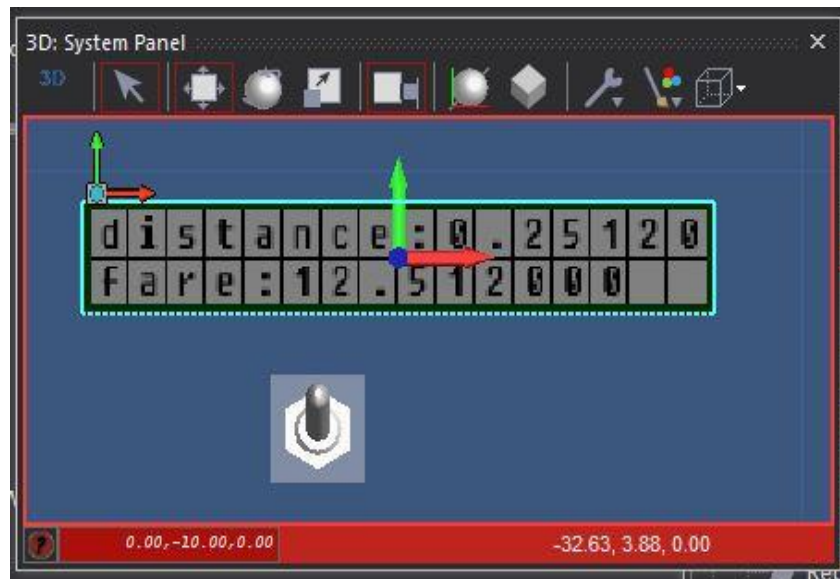 3D: System Panel
3D
distance:0.25120
fare:12.512000
0.00,-10.00,0.00
-32.63, 3.88, 0.00